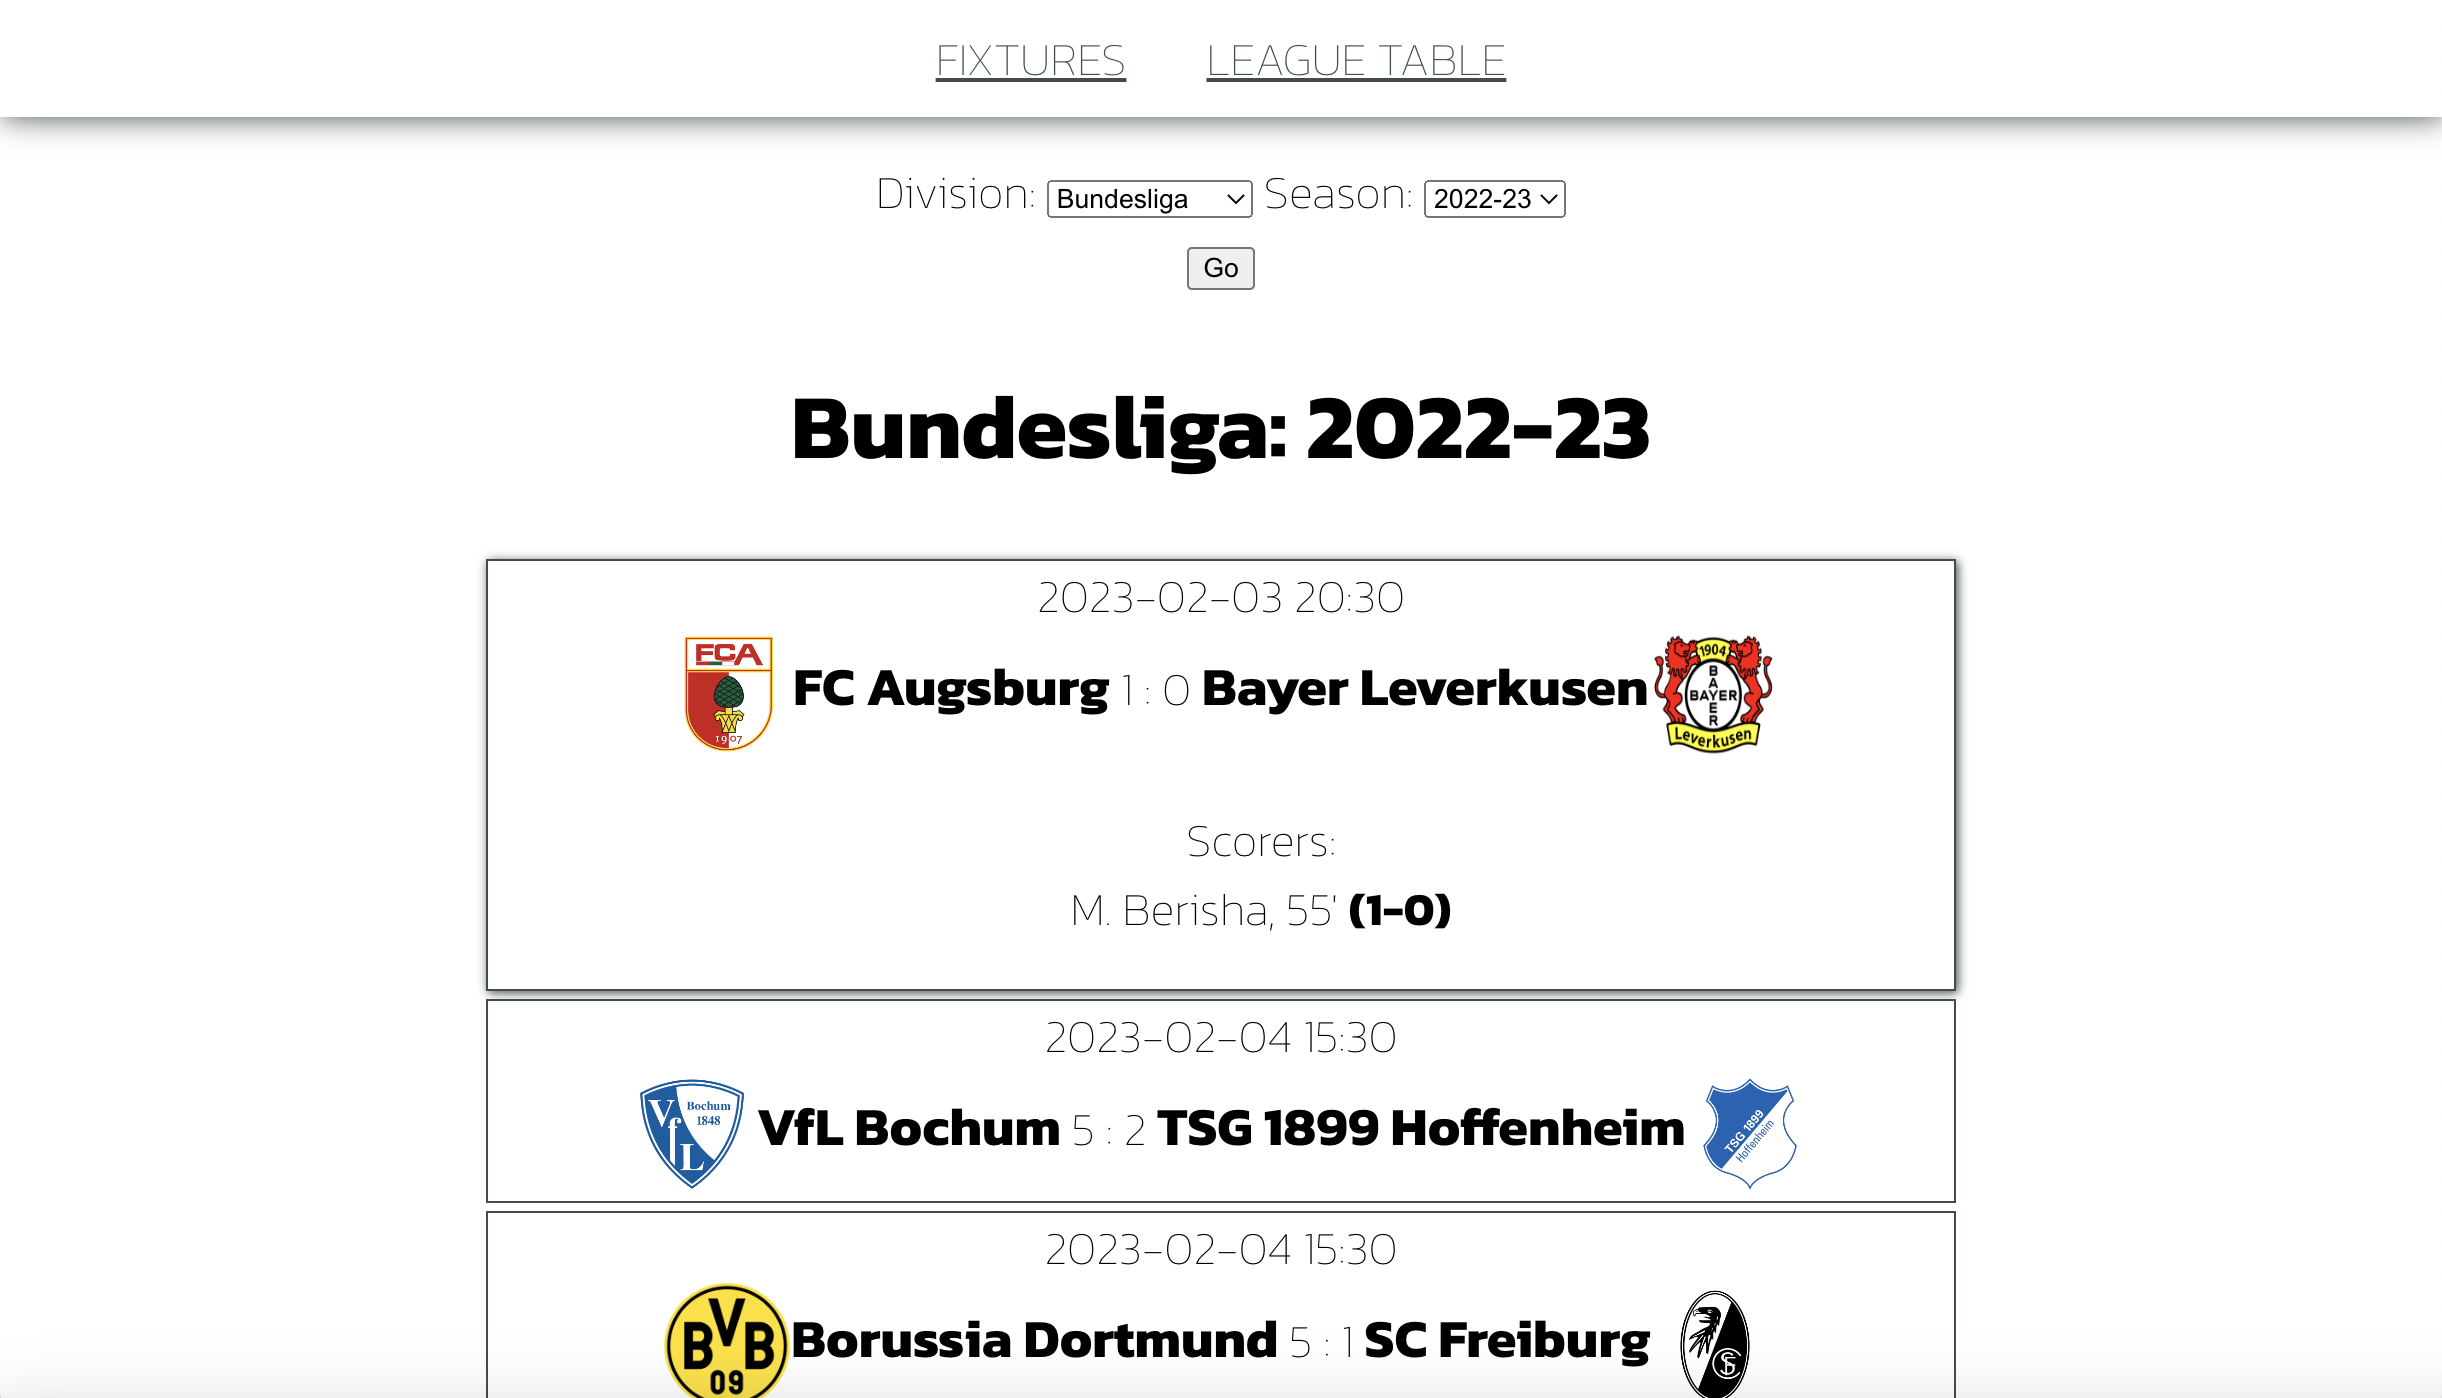 FIXTURES LEAGUE TABLE
Division: Bundesliga Season: 2022-23
Go
Bundesliga: 2022-23
2023-02-03 20:30
FCA
1907
FC Augsburg 1 : 0 Bayer Leverkusen
1904
BAYER
BAYER
Leverkusen
Scorers:
M. Berisha, 55' (1-0)
2023-02-04 15:30
VfL
Bochum
1848
VfL Bochum 5 : 2 TSG 1899 Hoffenheim
TSG 1899
Hoffenheim
2023-02-04 15:30
BVB
09
Borussia Dortmund 5 : 1 SC Freiburg
SC